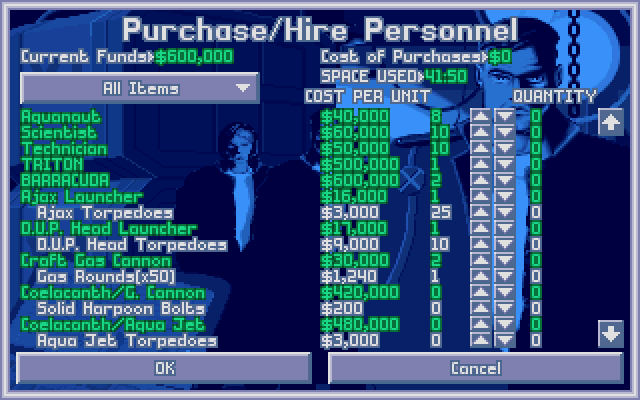 Purchase/Hire Personnel
Current Funds>$600,000 Cost of Purchases>$0
SPACE USED>41:50
All Items COST PER UNIT QUANTITY
Aquanaut $40,000 8 0
Scientist $60,000 10 0
Technician $50,000 10 0
TRITON $500,000 1 0
BARRACUDA $600,000 2 0
Ajax Launcher $16,000 1 0
Ajax Torpedoes $3,000 25 0
D.U.P. Head Launcher $17,000 1 0
D.U.P. Head Torpedoes $9,000 10 0
Craft Gas Cannon $30,000 2 0
Gas Rounds(x50) $1,240 1 0
Coelacanth/G. Cannon $420,000 0 0
Solid Harpoon Bolts $200 0 0
Coelacanth/Aqua Jet $480,000 0 0
Aqua Jet Torpedoes $3,000 0 0
OK Cancel